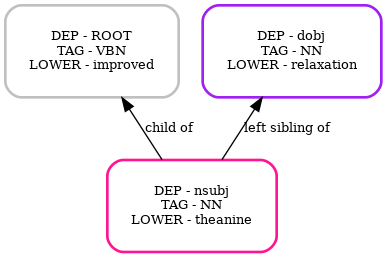 DEP - ROOT
TAG - VBN
LOWER - improved
DEP - dobj
TAG - NN
LOWER - relaxation
child of
left sibling of
DEP - nsubj
TAG - NN
LOWER - theanine